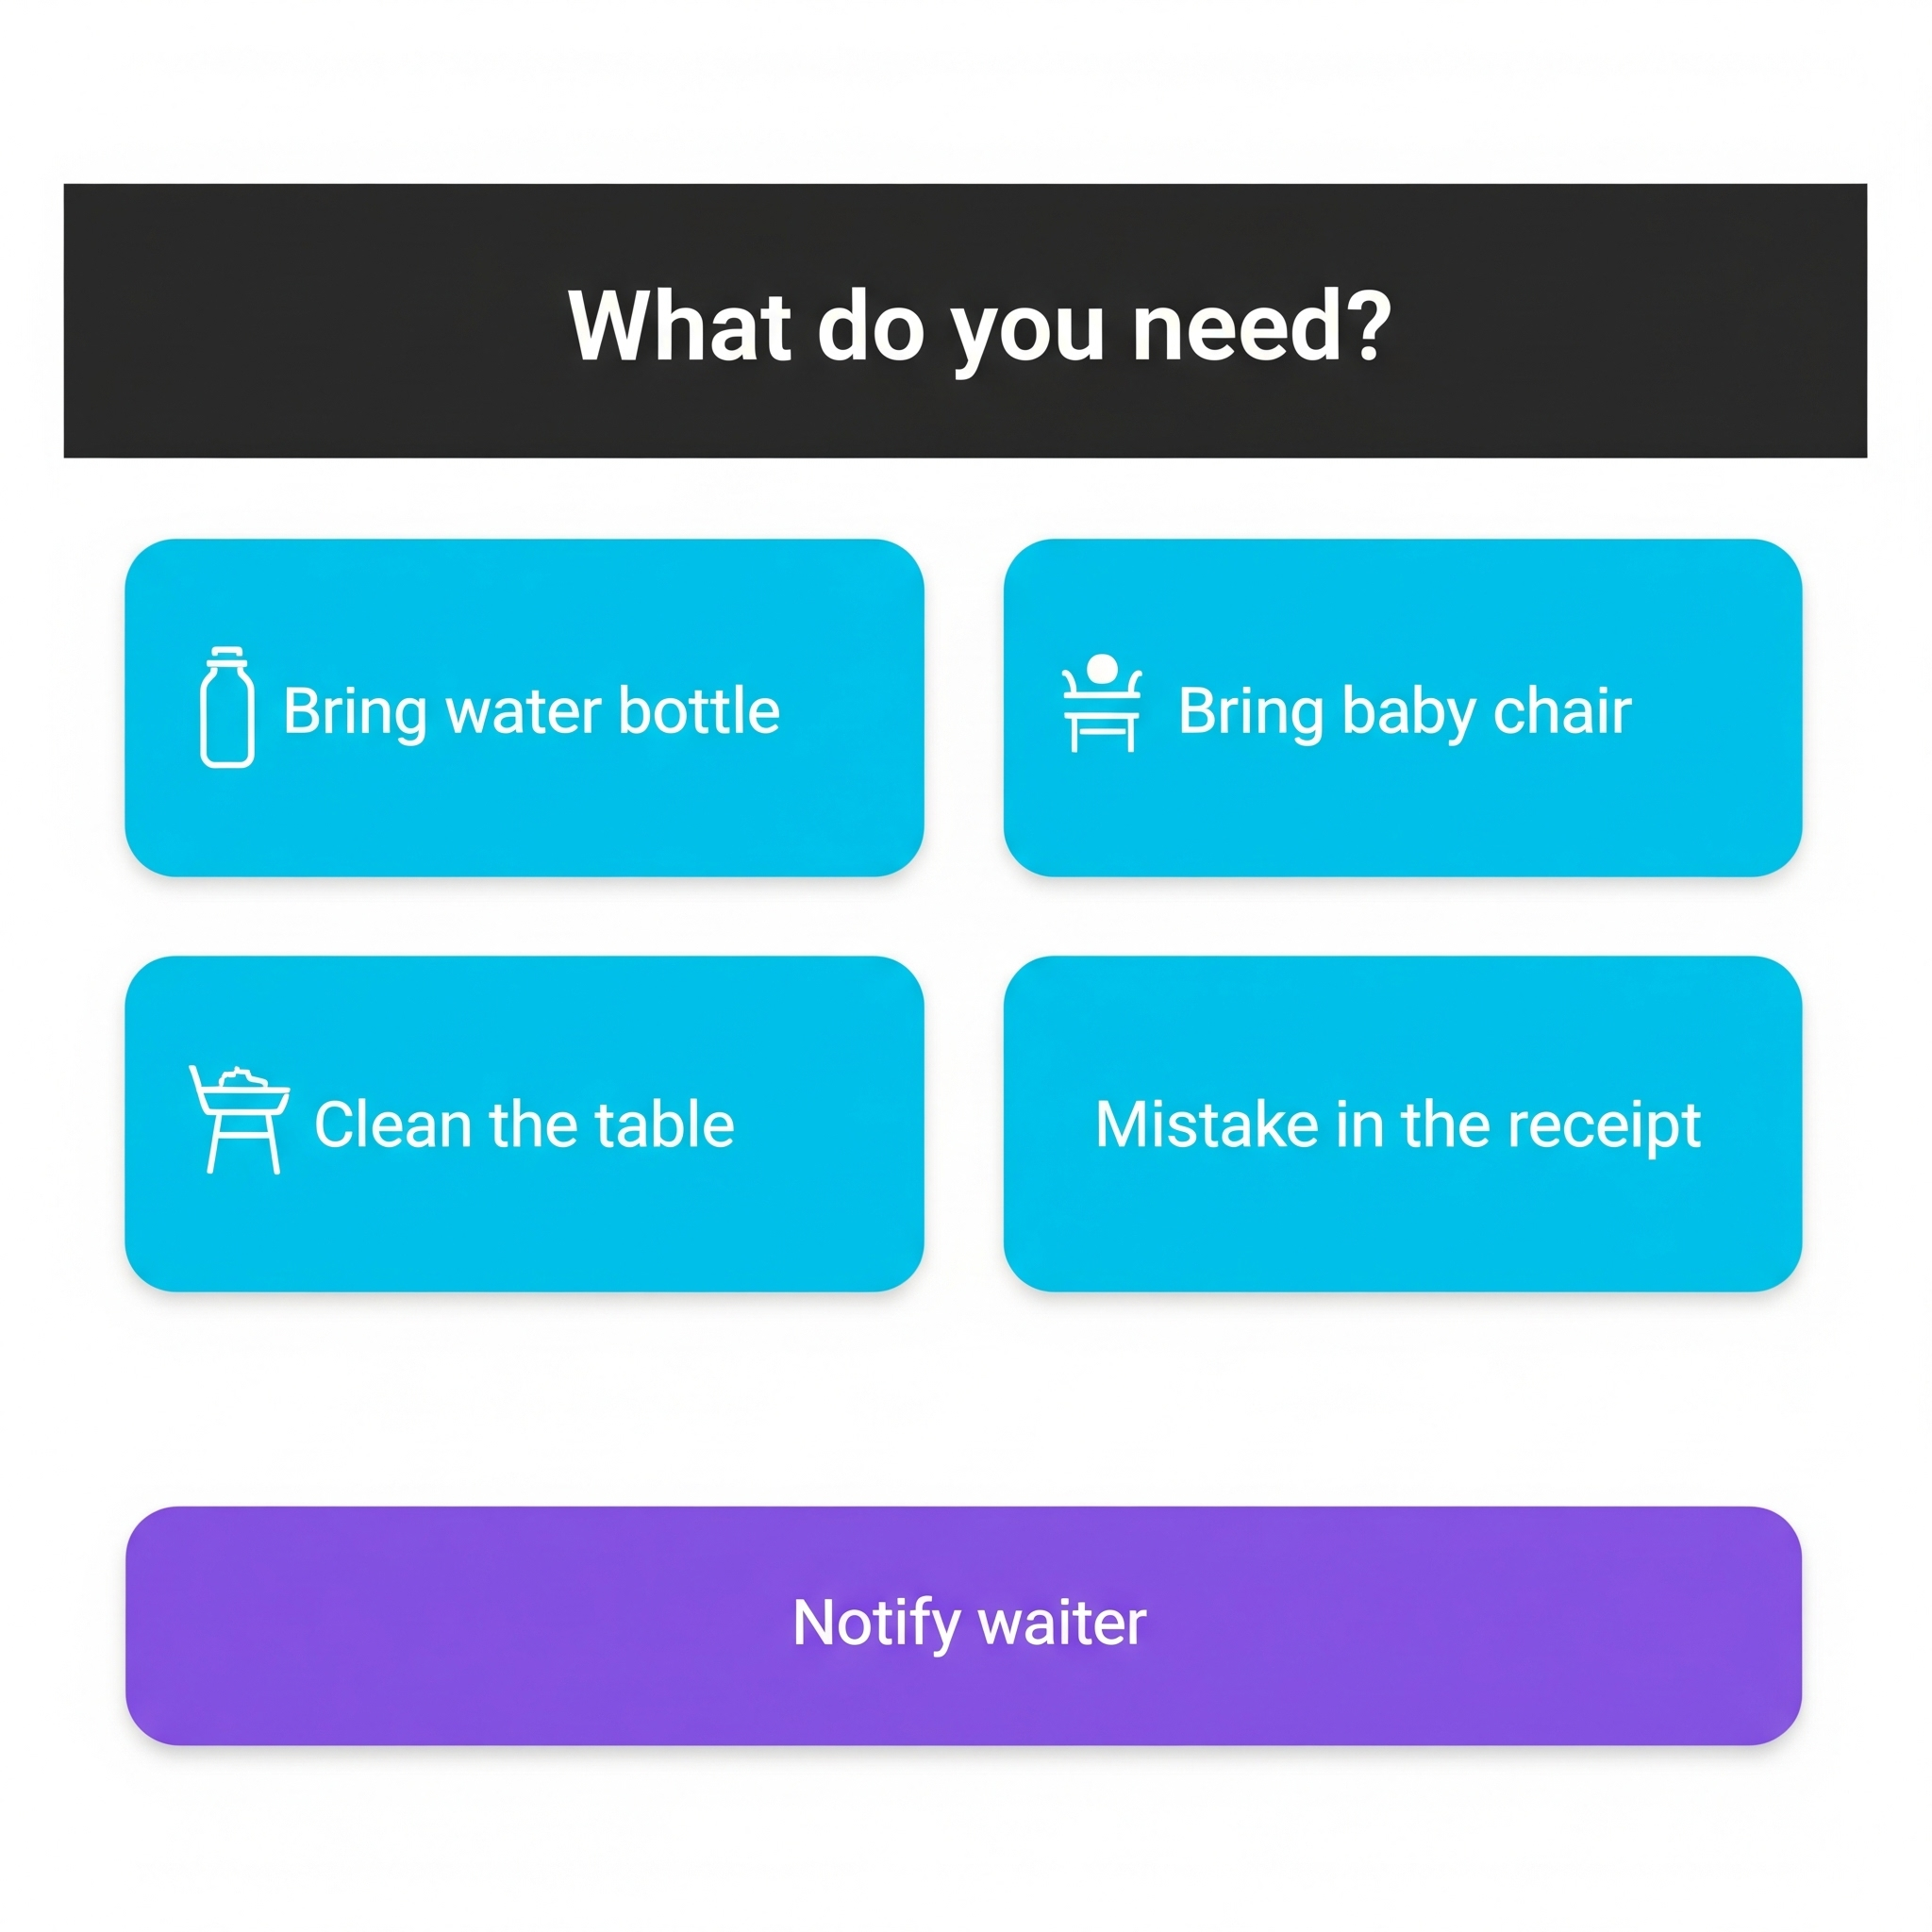 What do you need?
Bring water bottle
Bring baby chair
Clean the table
Mistake in the receipt
Notify waiter